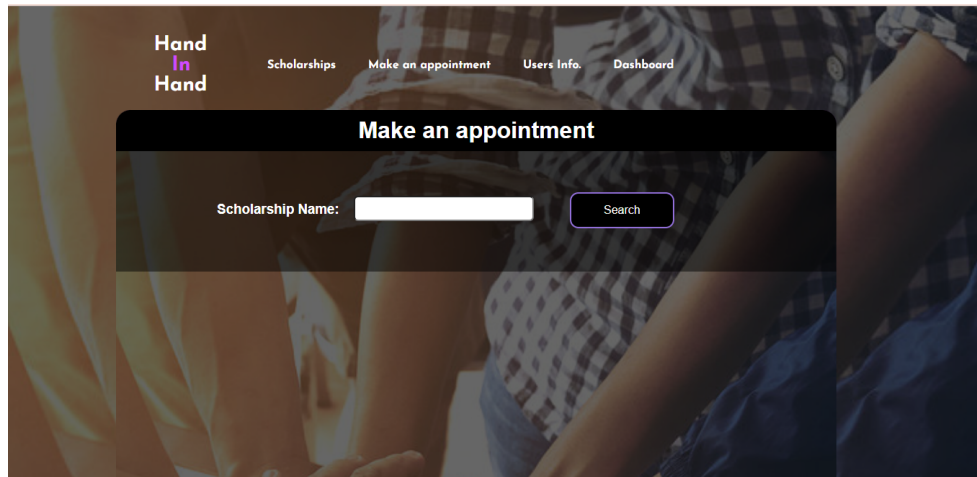 Hand
In
Hand
Scholarships Make an appointment Users Info. Dashboard
Make an appointment
Scholarship Name: Search